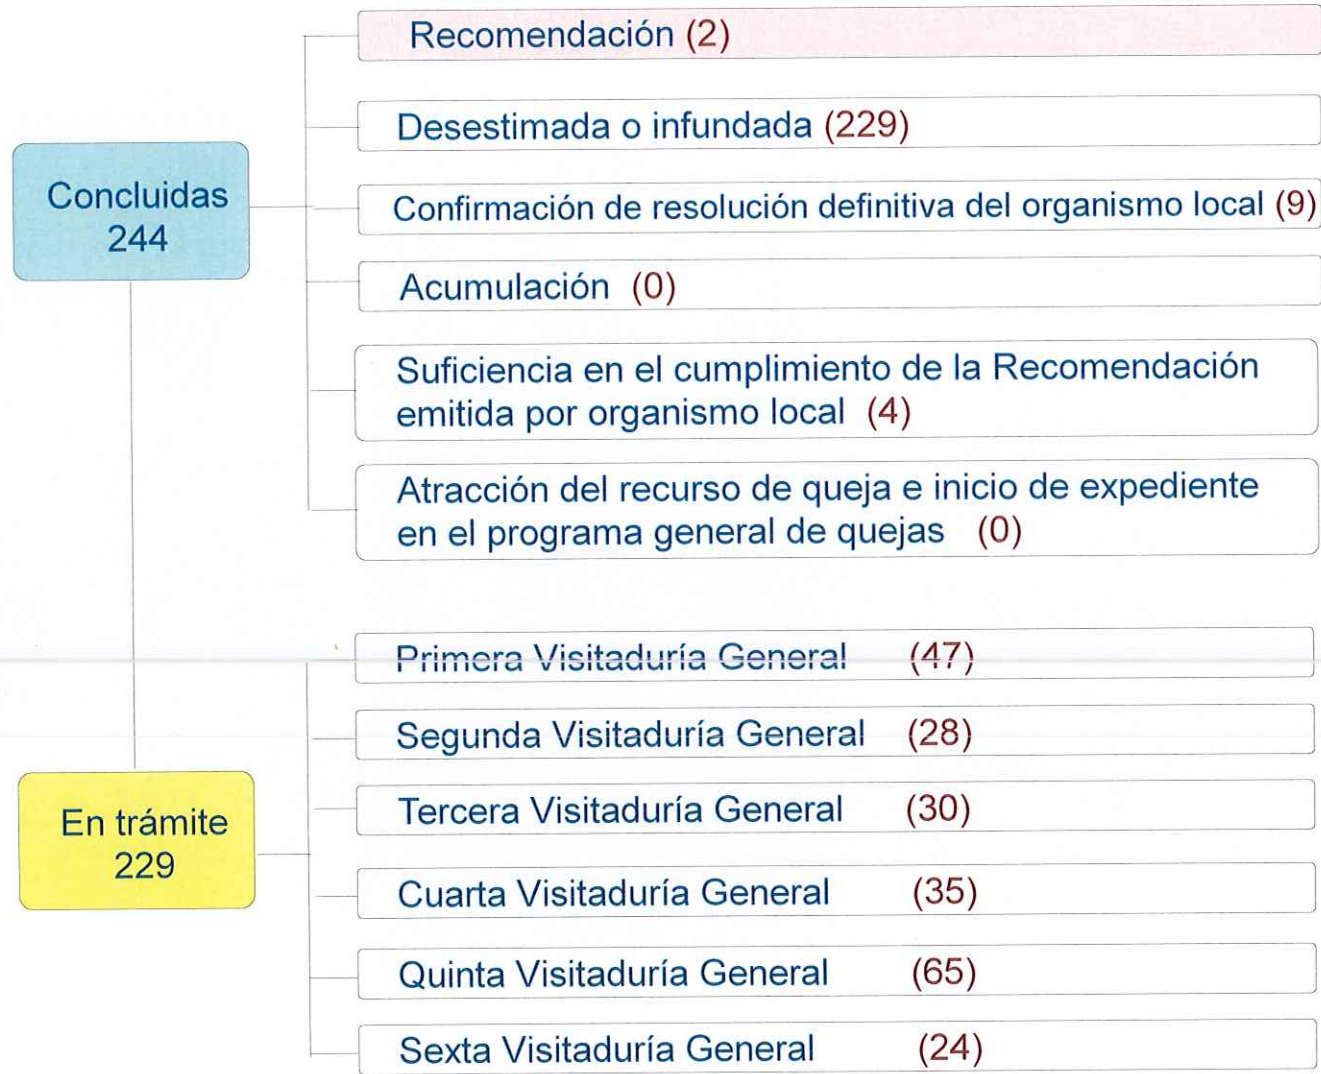 Recomendación (2)
Desestimada o infundada (229)
Concluidas
244
Confirmación de resolución definitiva del organismo local (9)
Acumulación (0)
Suficiencia en el cumplimiento de la Recomendación
emitida por organismo local (4)
Atracción del recurso de queja e inicio de expediente
en el programa general de quejas (0)
Primera Visitaduría General (47)
Segunda Visitaduría General (28)
Tercera Visitaduría General (30)
En trámite
229
Cuarta Visitaduría General (35)
Quinta Visitaduría General (65)
Sexta Visitaduría General (24)